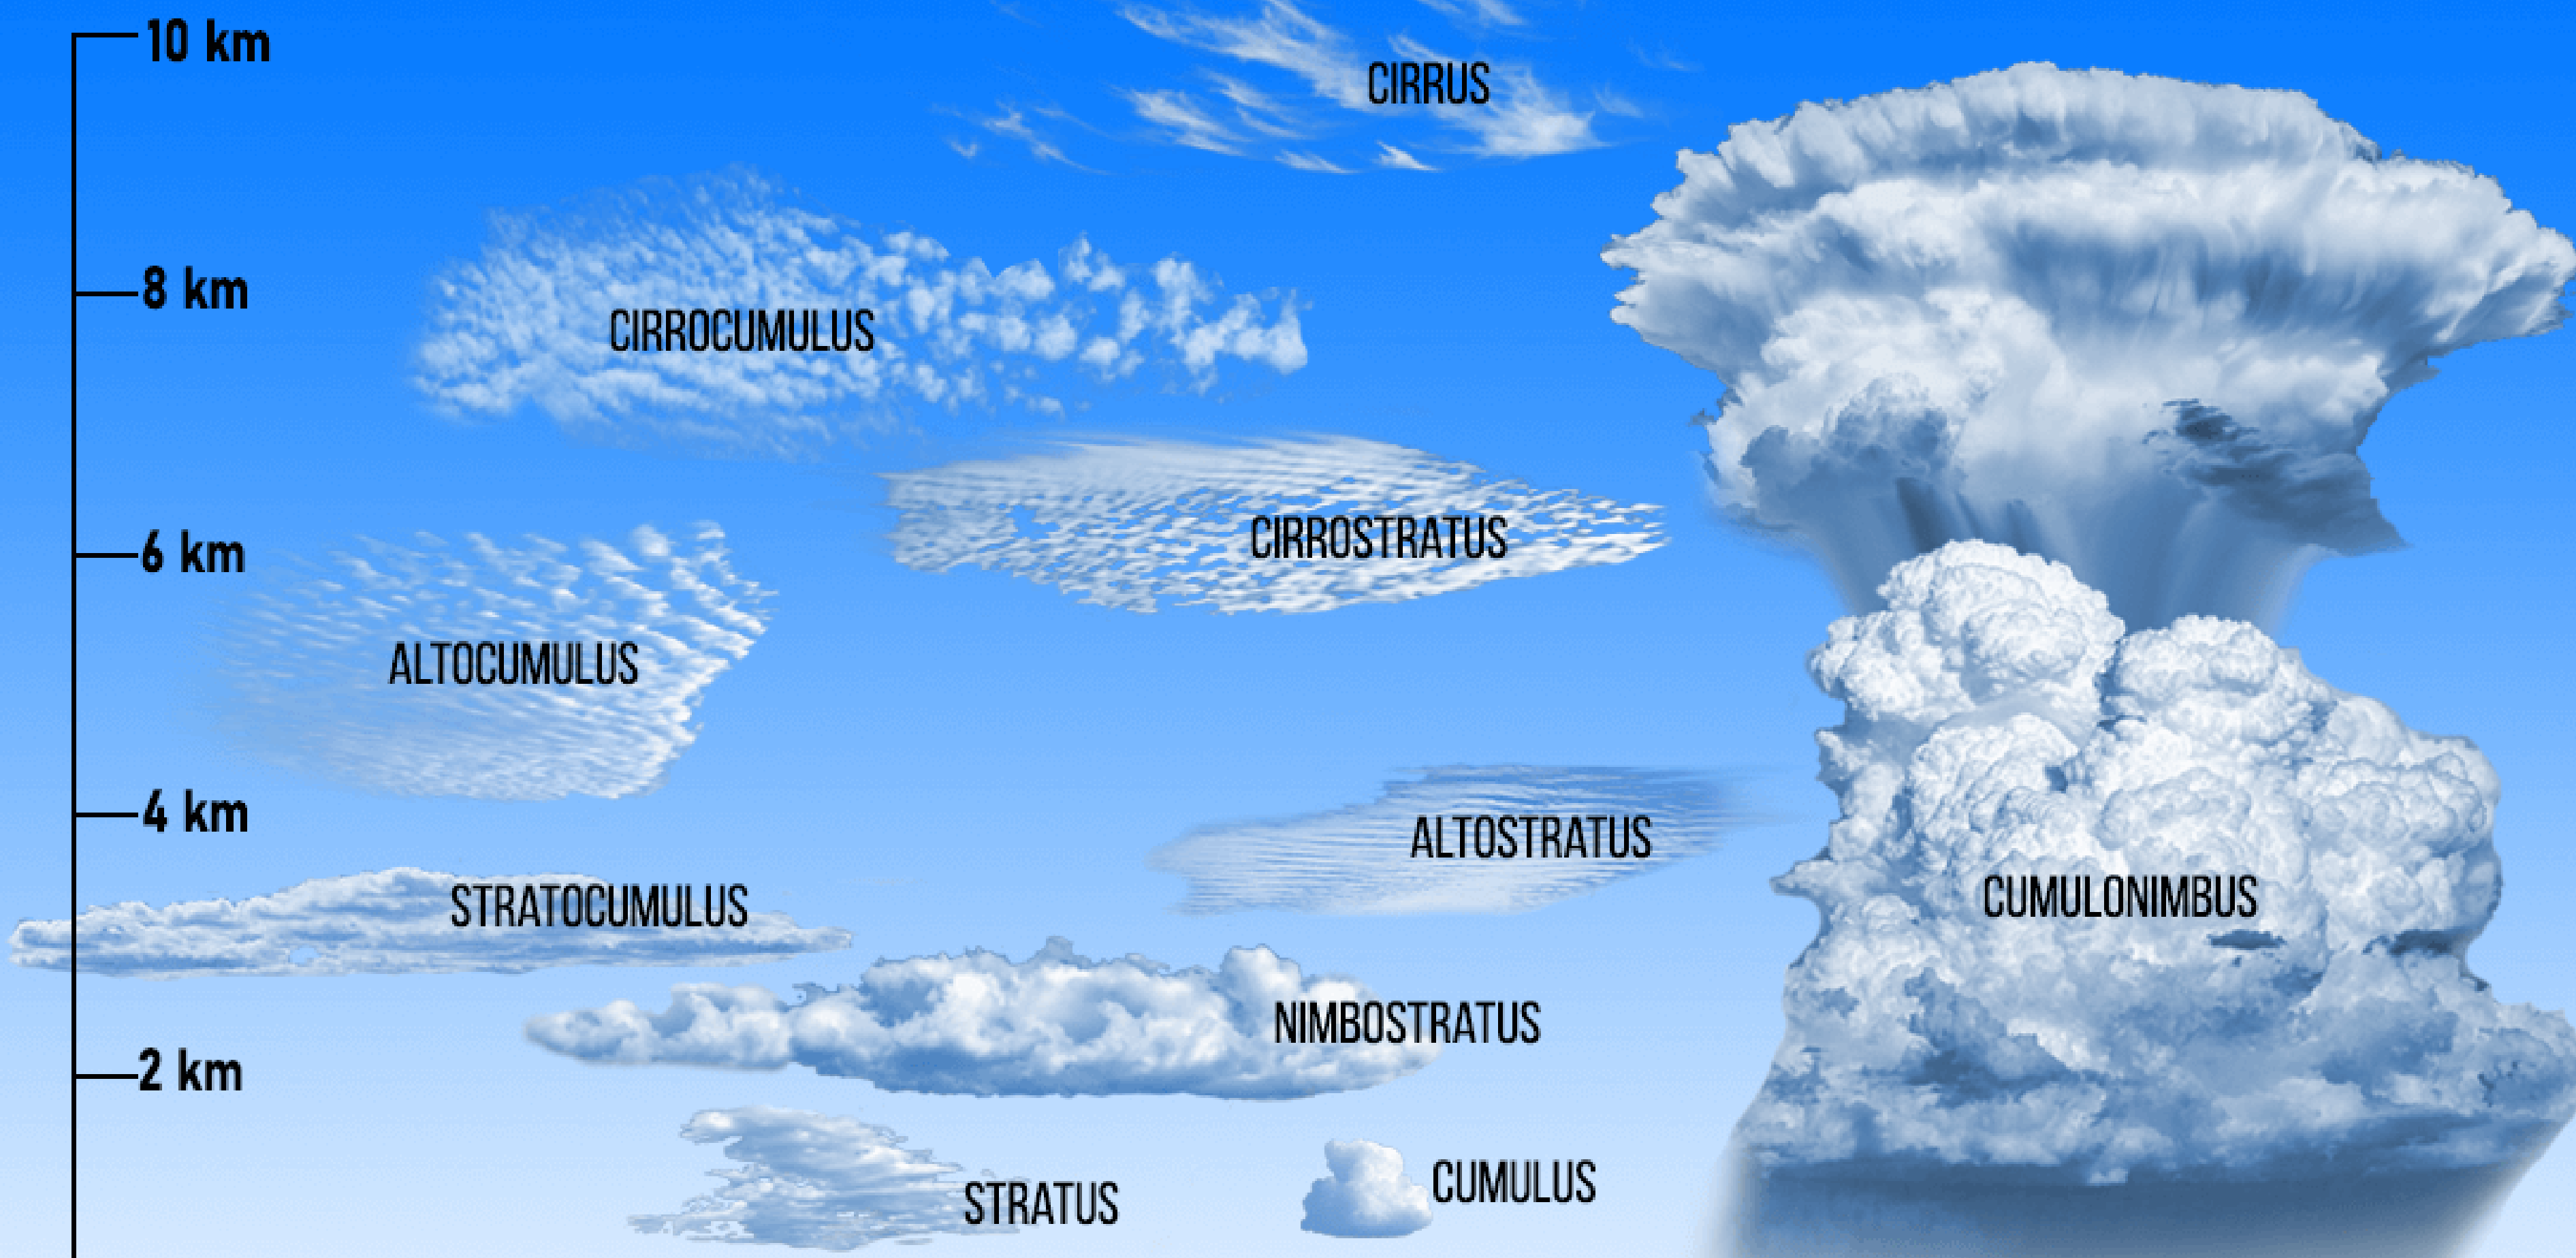 10 km
CIRRUS
8 km
CIRROCUMULUS
CIRROSTRATUS
6 km
ALTOCUMULUS
4 km
ALTOSTRATUS
STRATOCUMULUS
CUMULONIMBUS
NIMBOSTRATUS
2 km
STRATUS
CUMULUS